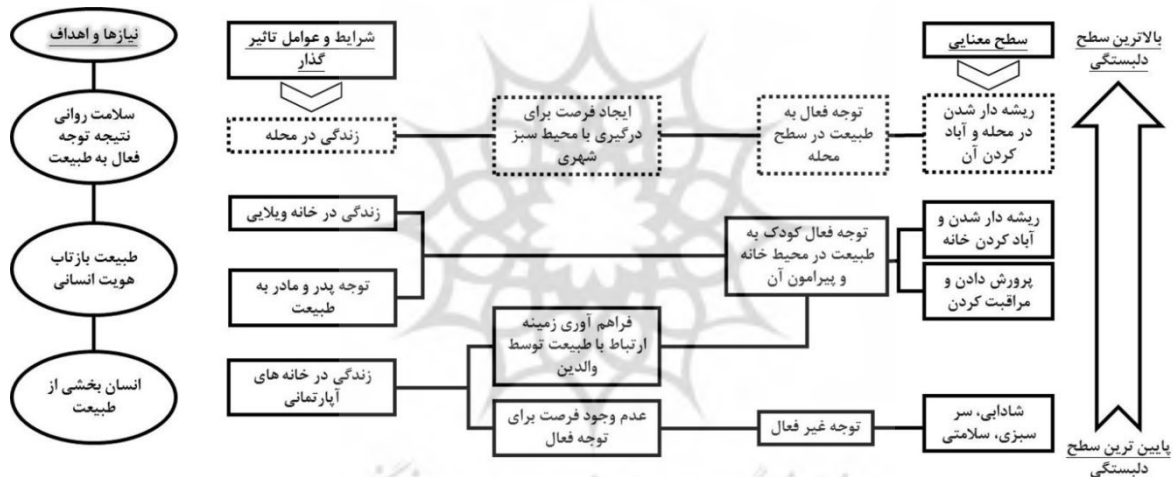 بالاترین سطح
دلبستگی
سطح معنایی
شرایط و عوامل تاثیر
گذار
نیازها و اهداف
ریشه دار شدن
در محله و آباد
کردن آن
توجه فعال به
طبیعت در سطح
محله
ایجاد فرصت برای
درگیری با محیط سبز
شهری
زندگی در محله
سلامت روانی
نتیجه توجه
فعال به طبیعت
ریشه دار شدن و
آباد کردن خانه
پرورش دادن و
مراقبت کردن
توجه فعال کودک به
طبیعت در محیط خانه
و پیرامون آن
زندگی در خانه ویلایی
توجه پدر و مادر به
طبیعت
طبیعت بازتاب
هویت انسانی
فراهم آوری زمینه
ارتباط با طبیعت توسط
والدین
زندگی در خانه های
آپارتمانی
انسان بخشی از
طبیعت
شادابی، سر
سبزی، سلامتی
توجه غیر فعال
عدم وجود فرصت برای
توجه فعال
پایین ترین سطح
دلبستگی